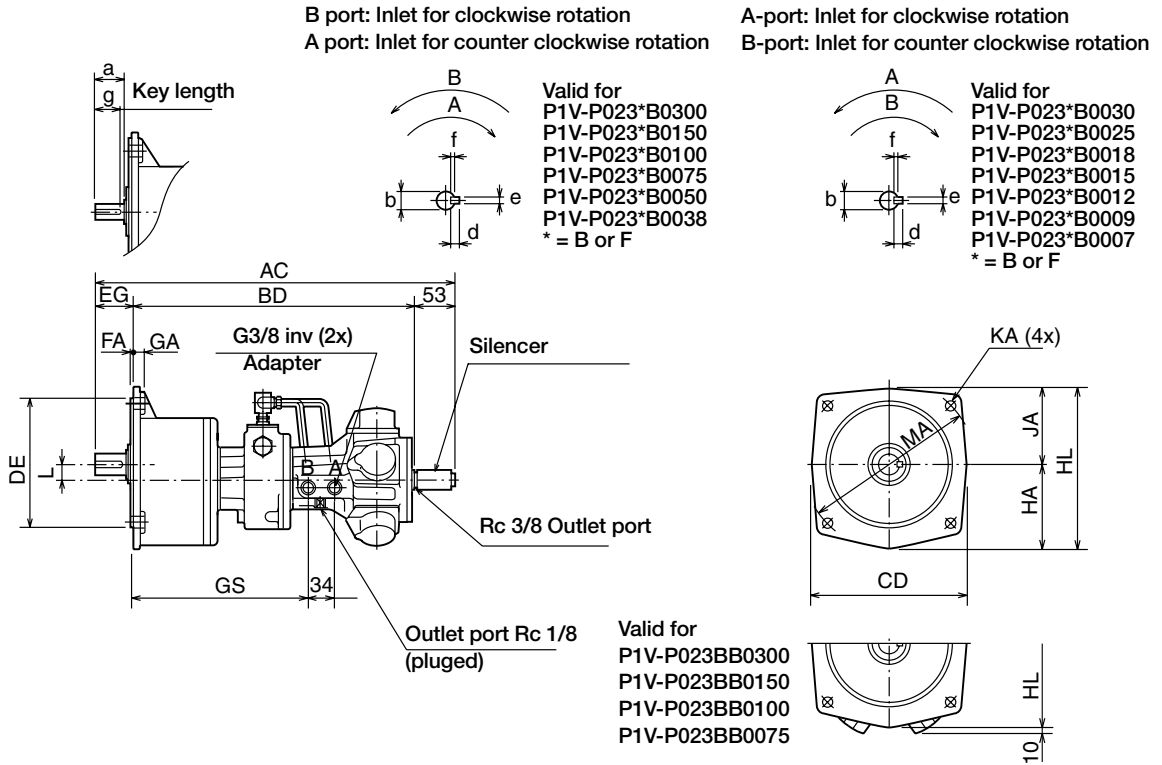 B port: Inlet for clockwise rotation
A port: Inlet for counter clockwise rotation
A-port: Inlet for clockwise rotation
B-port: Inlet for counter clockwise rotation
a
g
Key length
B
A
f
b
e
d
Valid for
P1V-P023*B0300
P1V-P023*B0150
P1V-P023*B0100
P1V-P023*B0075
P1V-P023*B0050
P1V-P023*B0038
* = B or F
A
B
f
b
e
d
Valid for
P1V-P023*B0030
P1V-P023*B0025
P1V-P023*B0018
P1V-P023*B0015
P1V-P023*B0012
P1V-P023*B0009
P1V-P023*B0007
* = B or F
AC
EG
BD
53
FA
GA
G3/8 inv (2x)
Adapter
Silencer
DE
L
B
A
Rc 3/8 Outlet port
GS
34
Outlet port Rc 1/8
(pluged)
KA (4x)
MA
JA
HA
HL
CD
Valid for
P1V-P023BB0300
P1V-P023BB0150
P1V-P023BB0100
P1V-P023BB0075
HL
10